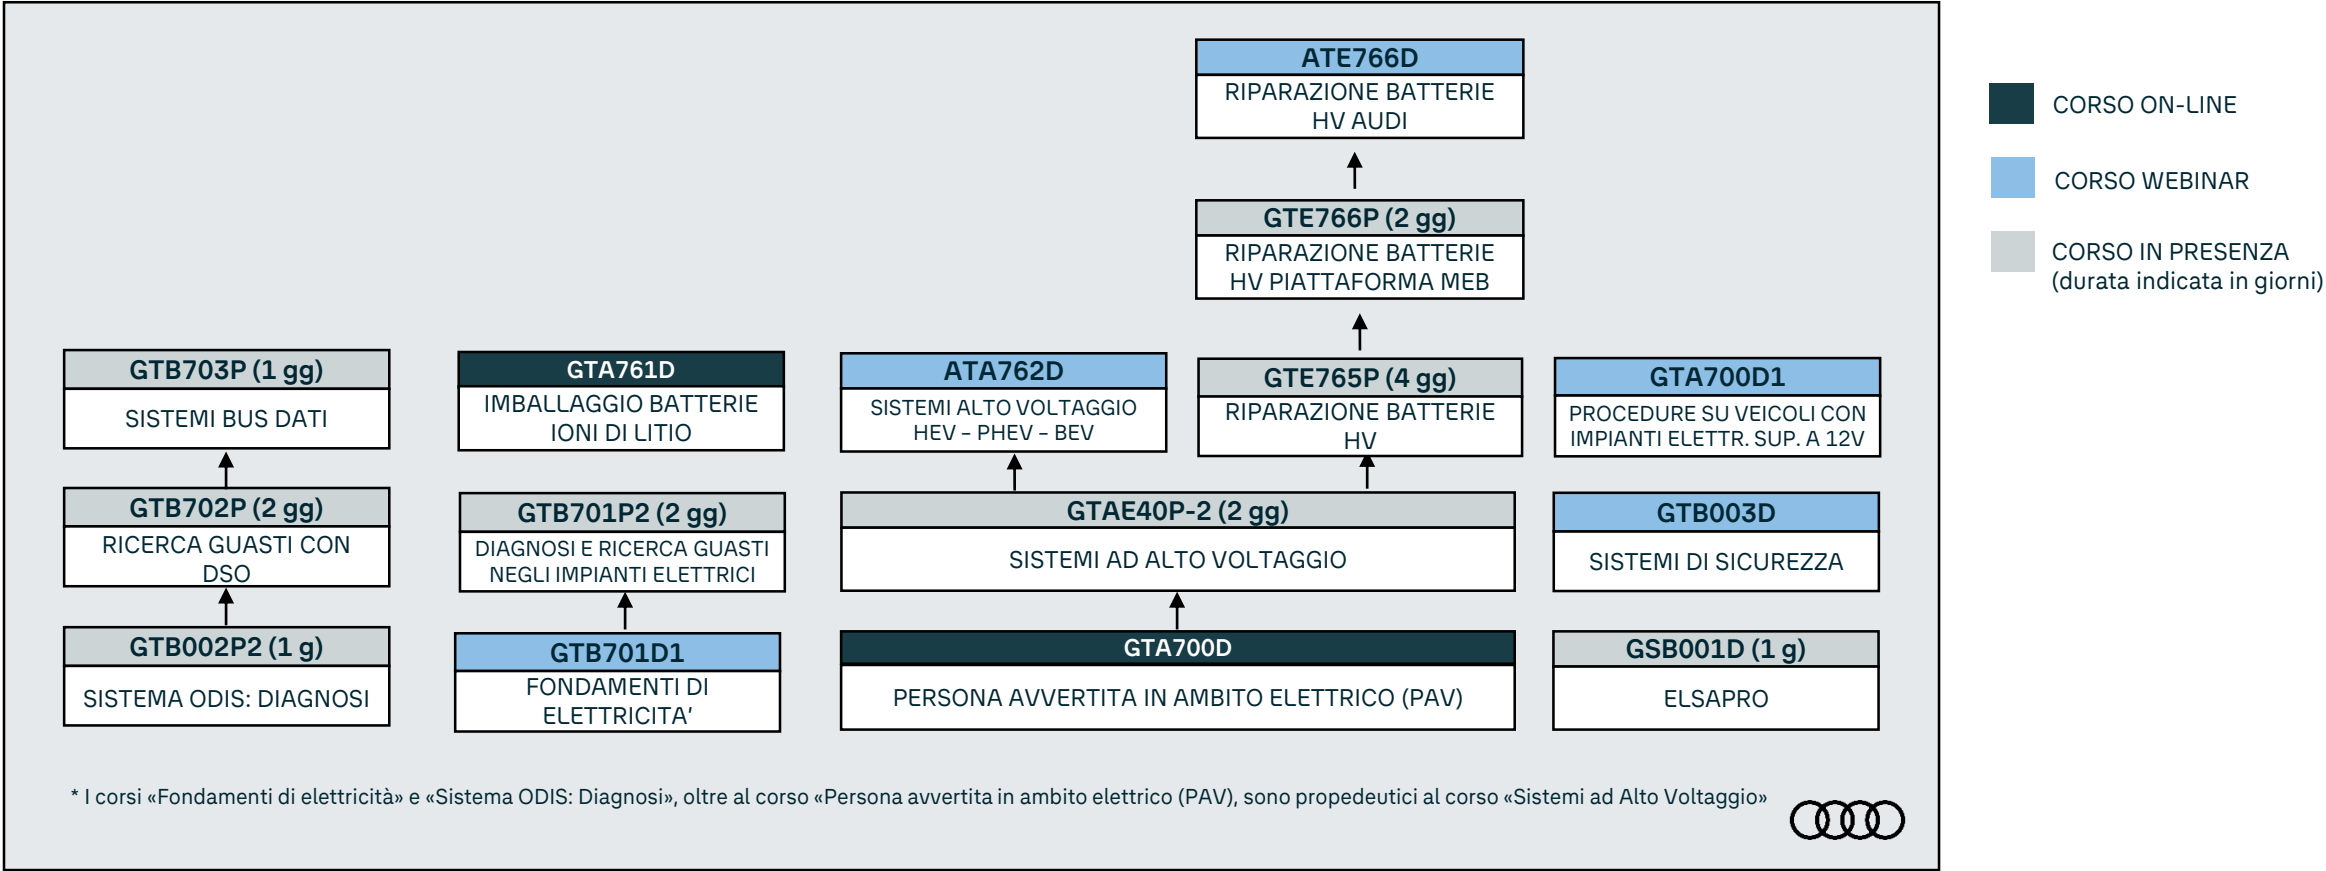 ATE766D
RIPARAZIONE BATTERIE
HV AUDI
GTE766P (2 gg)
RIPARAZIONE BATTERIE
HV PIATTAFORMA MEB
GTB703P (1 gg)
SISTEMI BUS DATI
GTA761D
IMBALLAGGIO BATTERIE
IONI DI LITIO
ATA762D
SISTEMI ALTO VOLTAGGIO
HEV – PHEV – BEV
GTE765P (4 gg)
RIPARAZIONE BATTERIE
HV
GTA700D1
PROCEDURE SU VEICOLI CON
IMPIANTI ELETTR. SUP. A 12V
GTB702P (2 gg)
RICERCA GUASTI CON
DSO
GTB701P2 (2 gg)
DIAGNOSI E RICERCA GUASTI
NEGLI IMPIANTI ELETTRICI
GTAE40P-2 (2 gg)
SISTEMI AD ALTO VOLTAGGIO
GTB003D
SISTEMI DI SICUREZZA
GTB002P2 (1 g)
SISTEMA ODIS: DIAGNOSI
GTB701D1
FONDAMENTI DI
ELETTRICITA’
GTA700D
PERSONA AVVERTITA IN AMBITO ELETTRICO (PAV)
GSB001D (1 g)
ELSAPRO
* I corsi «Fondamenti di elettricità» e «Sistema ODIS: Diagnosi», oltre al corso «Persona avvertita in ambito elettrico (PAV), sono propedeutici al corso «Sistemi ad Alto Voltaggio»
CORSO ON-LINE
CORSO WEBINAR
CORSO IN PRESENZA
(durata indicata in giorni)